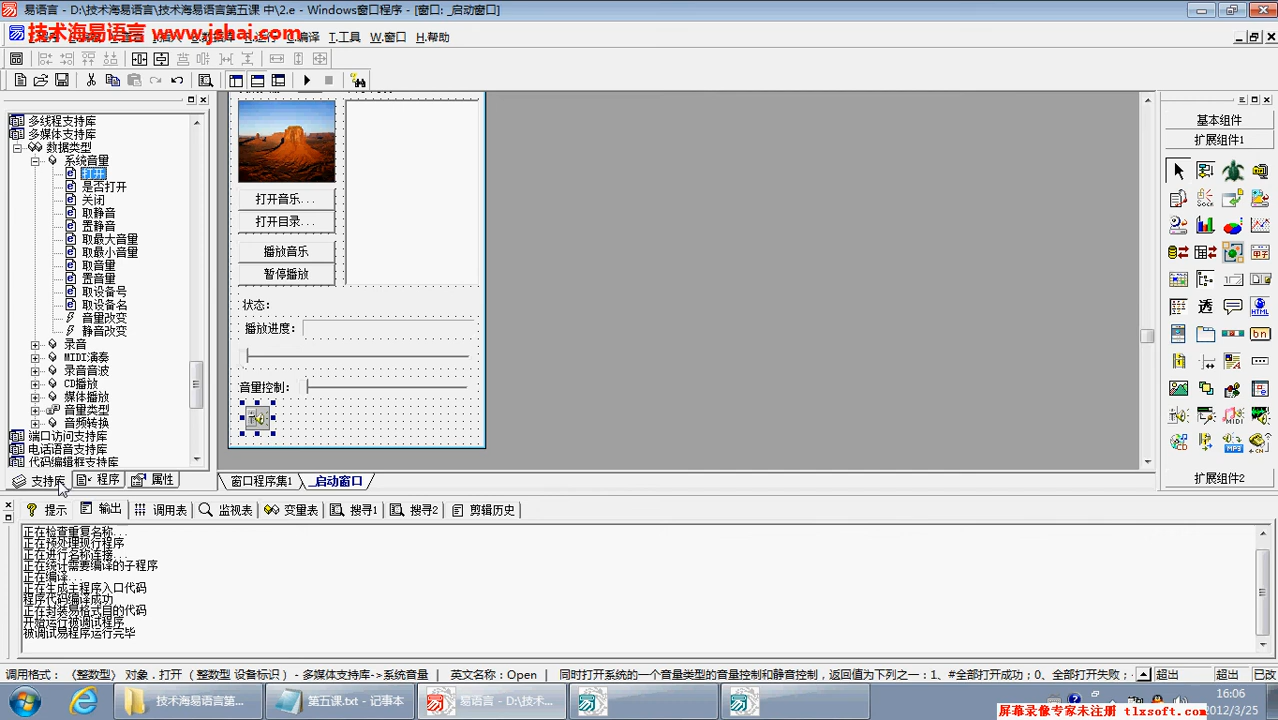 易语言 - D:\技术海易语言\技术海易语言第五课 中\2.e - Windows窗口程序 - [窗口: _启动窗口]
技术海易语言 www.jshai.com
C.编译 T.工具 W.窗口 H.帮助
基本组件
扩展组件1
多线程支持库
多媒体支持库
数据类型
系统音量
打开
是否打开
关闭
取静音
置静音
取最大音量
取最小音量
取音量
置音量
取设备号
取设备名
音量改变
静音改变
录音
MIDI演奏
录音音波
CD播放
媒体播放
音量类型
音频转换
端口访问支持库
电话语音支持库
代码编辑框支持库
打开音乐...
打开目录...
播放音乐
暂停播放
状态:
播放进度:
音量控制:
扩展组件2
支持库 程序 属性
窗口程序集1 _启动窗口
提示 输出 调用表 监视表 变量表 搜寻1 搜寻2 剪辑历史
正在检查重复名称...
正在预处理现行程序
正在进行名称连接...
正在统计需要编译的子程序
正在编译...
正在生成主程序入口代码
程序代码编译成功
正在封装易格式目的代码
开始运行被调试程序
被调试易程序运行完毕
调用格式: 〈整数型〉 对象.打开 ( 整数型 设备标识 ) - 多媒体支持库->系统音量 英文名称:Open 同时打开系统的一个音量类型的音量控制和静音控制，返回值为下列之一：1、#全部打开成功；0、全部打开失败； 超出 超出 已改
技术海易语言第... 第五课.txt - 记事本 易语言 - D:\技术...
16:06
2012/3/25
屏幕录像专家未注册 tlxsoft.com